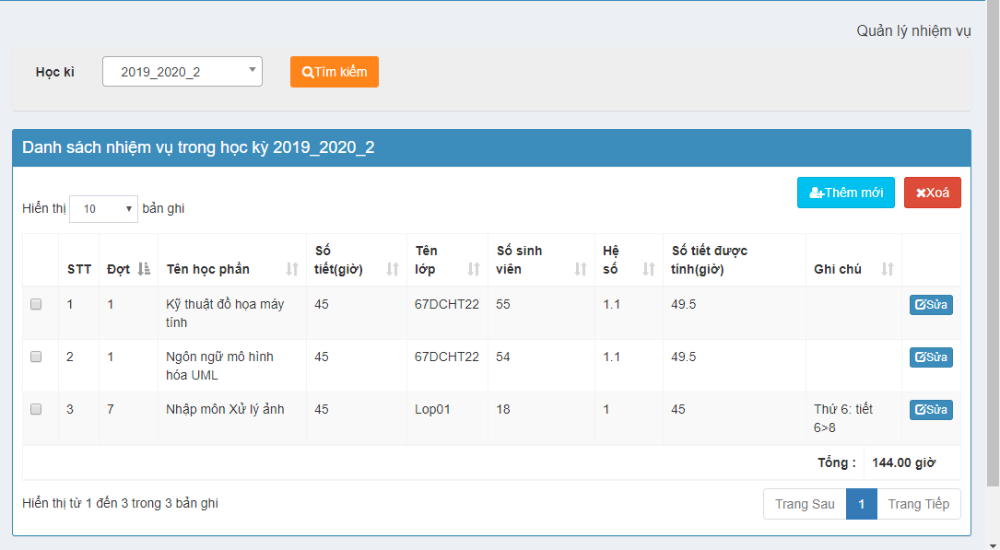 Quản lý nhiệm vụ
Học kì 2019_2020_2 Tìm kiếm
Danh sách nhiệm vụ trong học kỳ 2019_2020_2
Thêm mới Xoá
Hiển thị 10 bản ghi
STT Đợt Tên học phần Số tiết(giờ) Tên lớp Số sinh viên Hệ số Số tiết được tính(giờ) Ghi chú
1 1 Kỹ thuật đồ họa máy tính 45 67DCHT22 55 1.1 49.5 Sửa
2 1 Ngôn ngữ mô hình hóa UML 45 67DCHT22 54 1.1 49.5 Sửa
3 7 Nhập môn Xử lý ảnh 45 Lop01 18 1 45 Thứ 6: tiết 6>8 Sửa
Tổng : 144.00 giờ
Hiển thị từ 1 đến 3 trong 3 bản ghi
Trang Sau 1 Trang Tiếp